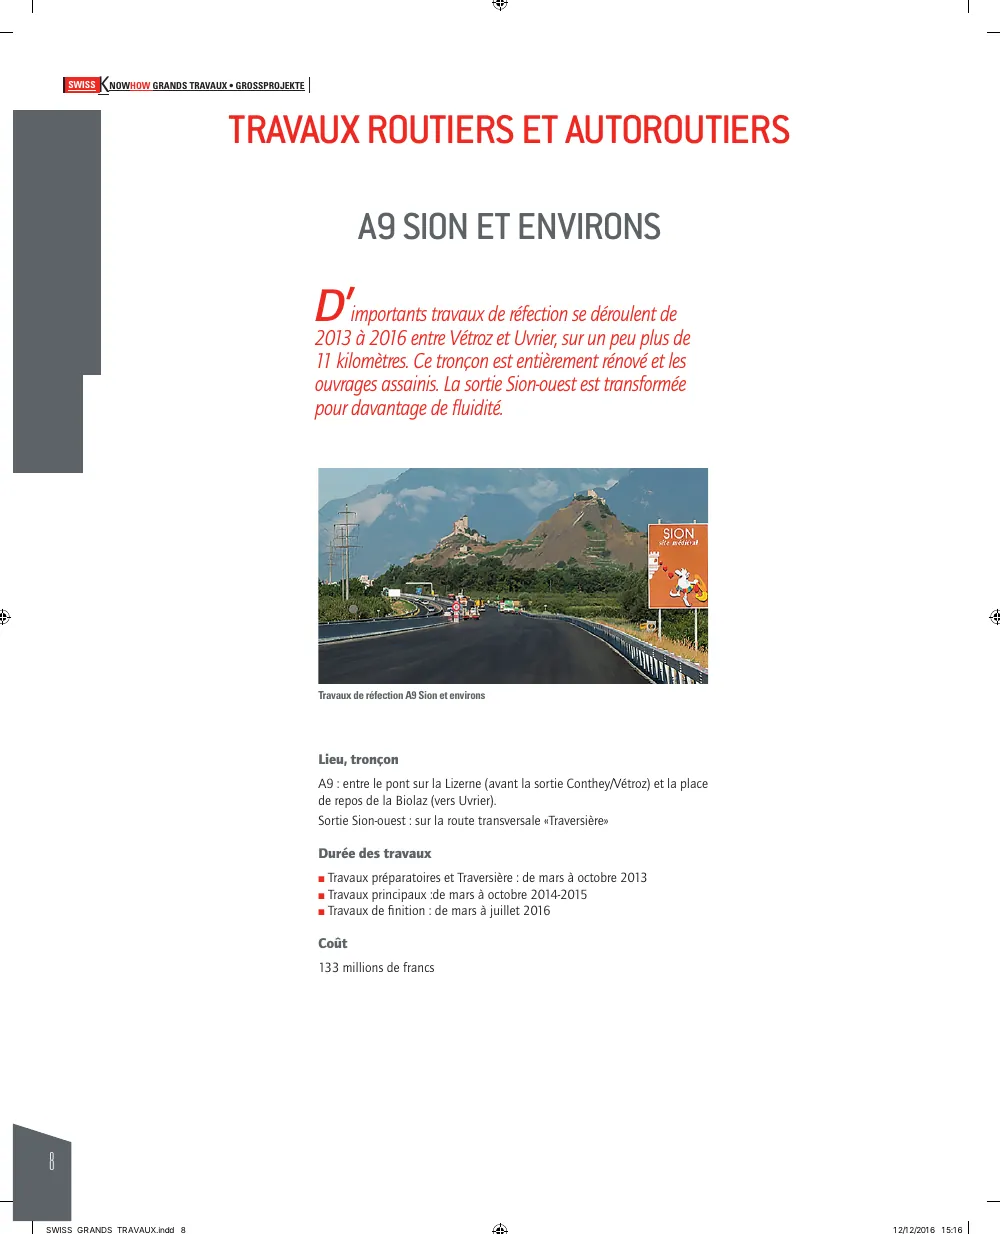 SWISS KNOWHOW GRANDS TRAVAUX • GROSSPROJEKTE
TRAVAUX ROUTIERS ET AUTOROUTIERS
A9 SION ET ENVIRONS
D'importants travaux de réfection se déroulent de
2013 à 2016 entre Vétroz et Uvrier, sur un peu plus de
11 kilomètres. Ce tronçon est entièrement rénové et les
ouvrages assainis. La sortie Sion-ouest est transformée
pour davantage de fluidité.
SION
site médiéval
Travaux de réfection A9 Sion et environs
Lieu, tronçon
A9 : entre le pont sur la Lizerne (avant la sortie Conthey/Vétroz) et la place
de repos de la Biolaz (vers Uvrier).
Sortie Sion-ouest : sur la route transversale «Traversière»
Durée des travaux
■ Travaux préparatoires et Traversière : de mars à octobre 2013
■ Travaux principaux :de mars à octobre 2014-2015
■ Travaux de finition : de mars à juillet 2016
Coût
133 millions de francs
8
SWISS GRANDS TRAVAUX.indd 8
12/12/2016 15:16